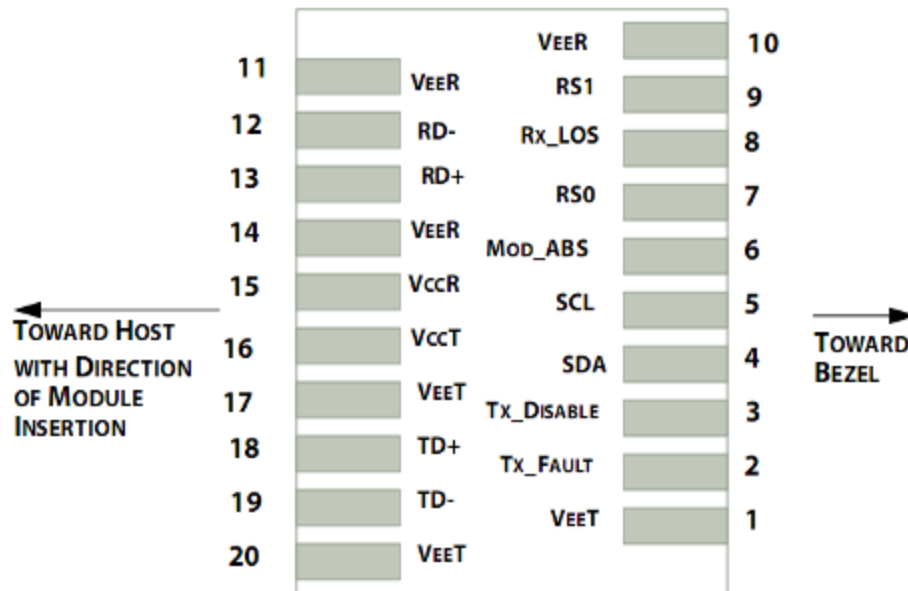 VEER 10
11 VEER
RS1 9
12 RD-
RX_LOS 8
13 RD+
RS0 7
14 VEER
MOD_ABS 6
15 VCCR
SCL 5
TOWARD HOST
WITH DIRECTION
OF MODULE
INSERTION
TOWARD
BEZEL
16 VCCT
SDA 4
17 VEET
TX_DISABLE 3
18 TD+
TX_FAULT 2
19 TD-
VEET 1
20 VEET